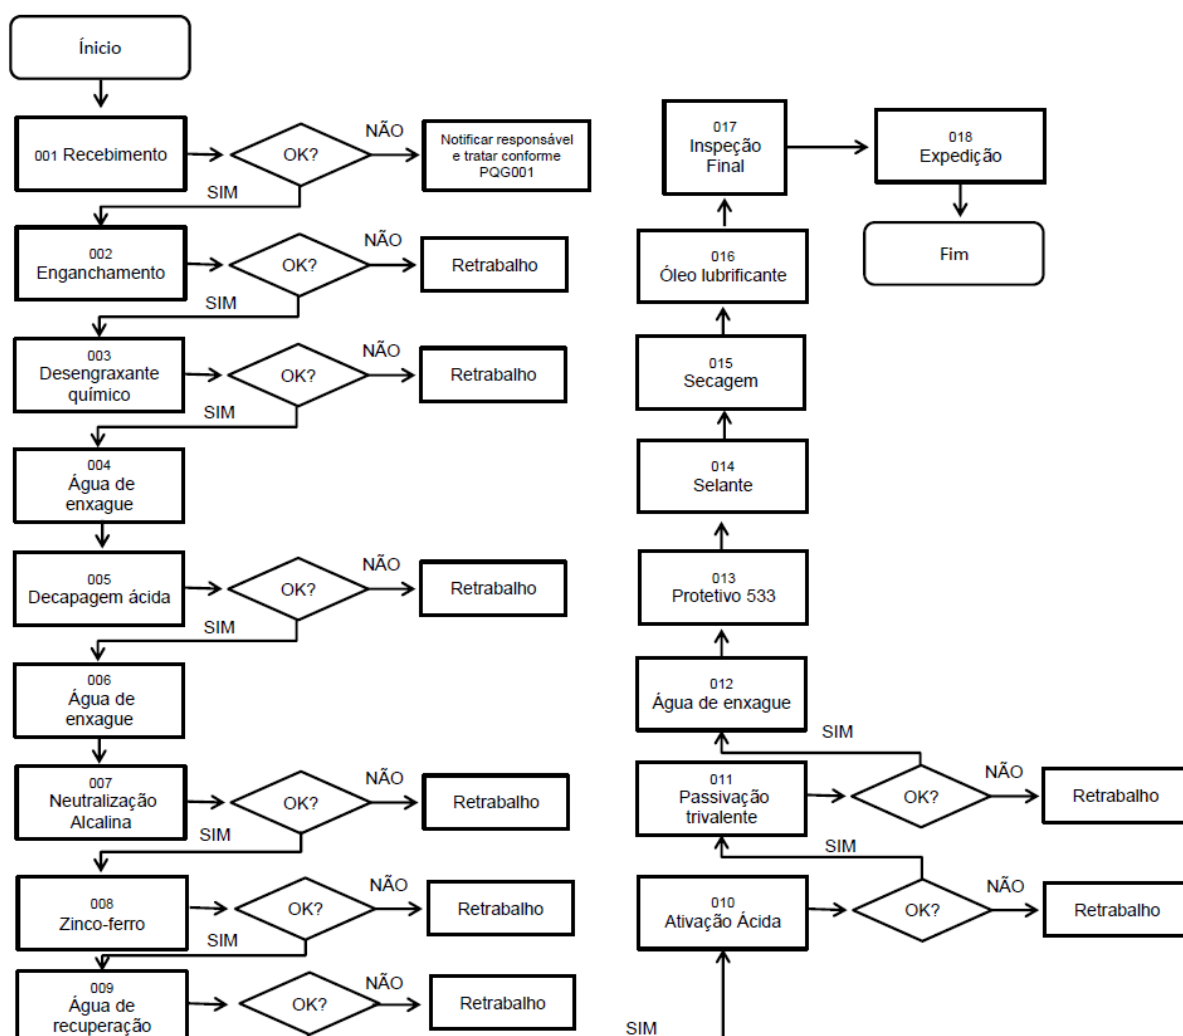 Ínicio
001 Recebimento
OK?
NÃO
Notificar responsável
e tratar conforme
PQG001
SIM
002
Enganchamento
OK?
NÃO
Retrabalho
SIM
003
Desengraxante
químico
OK?
NÃO
Retrabalho
SIM
004
Água de
enxague
005
Decapagem ácida
OK?
NÃO
Retrabalho
SIM
006
Água de
enxague
007
Neutralização
Alcalina
OK?
NÃO
Retrabalho
SIM
008
Zinco-ferro
OK?
NÃO
Retrabalho
SIM
009
Água de
recuperação
OK?
NÃO
Retrabalho
SIM
010
Ativação Ácida
OK?
NÃO
Retrabalho
SIM
011
Passivação
trivalente
OK?
NÃO
Retrabalho
SIM
012
Água de enxague
013
Protetivo 533
014
Selante
015
Secagem
016
Óleo lubrificante
017
Inspeção
Final
018
Expedição
Fim